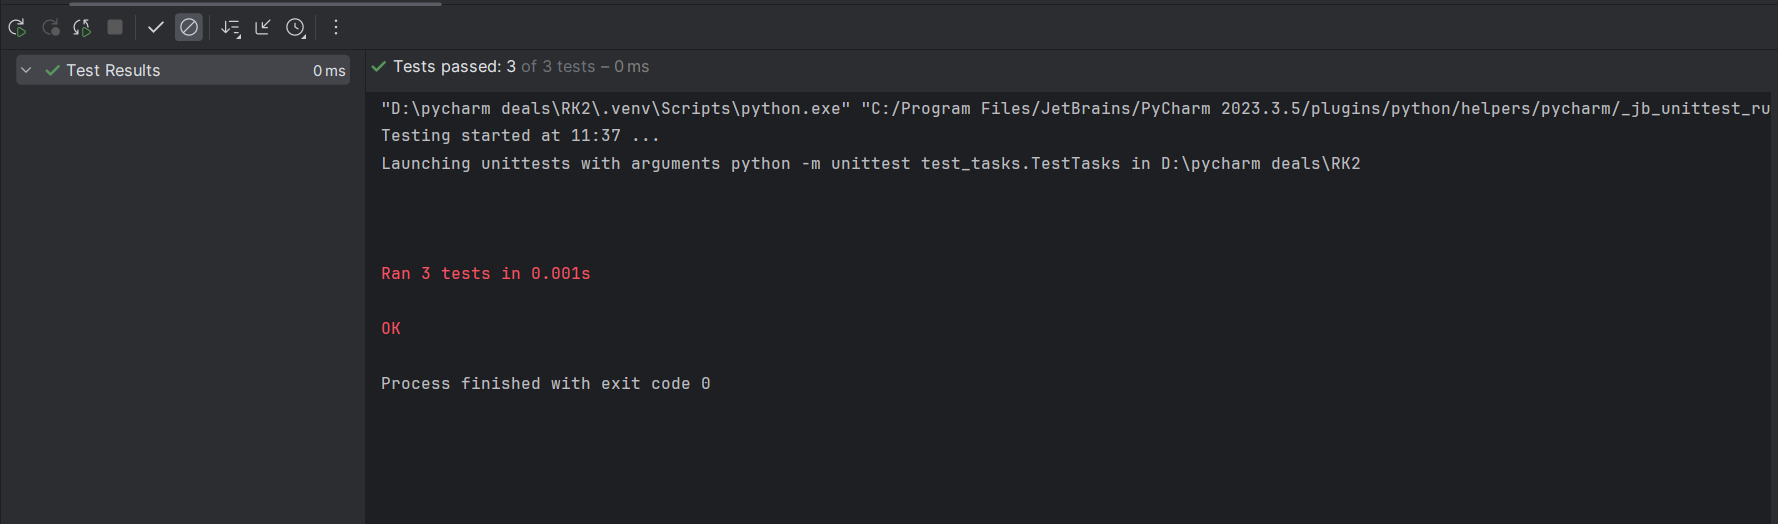 Test Results 0 ms
Tests passed: 3 of 3 tests – 0 ms
"D:\pycharm deals\RK2\.venv\Scripts\python.exe" "C:/Program Files/JetBrains/PyCharm 2023.3.5/plugins/python/helpers/pycharm/_jb_unittest_ru
Testing started at 11:37 ...
Launching unittests with arguments python -m unittest test_tasks.TestTasks in D:\pycharm deals\RK2
Ran 3 tests in 0.001s
OK
Process finished with exit code 0